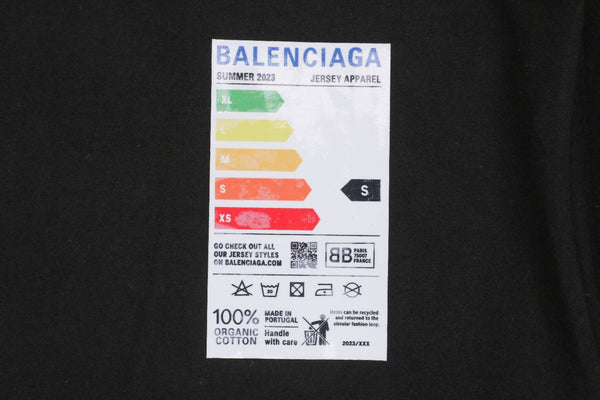 BALENCIAGA
SUMMER 2023 JERSEY APPAREL
XL
L
M
S S
XS
GO CHECK OUT ALL
OUR JERSEY STYLES
ON BALENCIAGA.COM
BB PARIS
75007
FRANCE
30
100%
ORGANIC
COTTON
MADE IN
PORTUGAL
Handle
with care
Items can be recycled
and returned to the
circular fashion loop.
2023/XXX